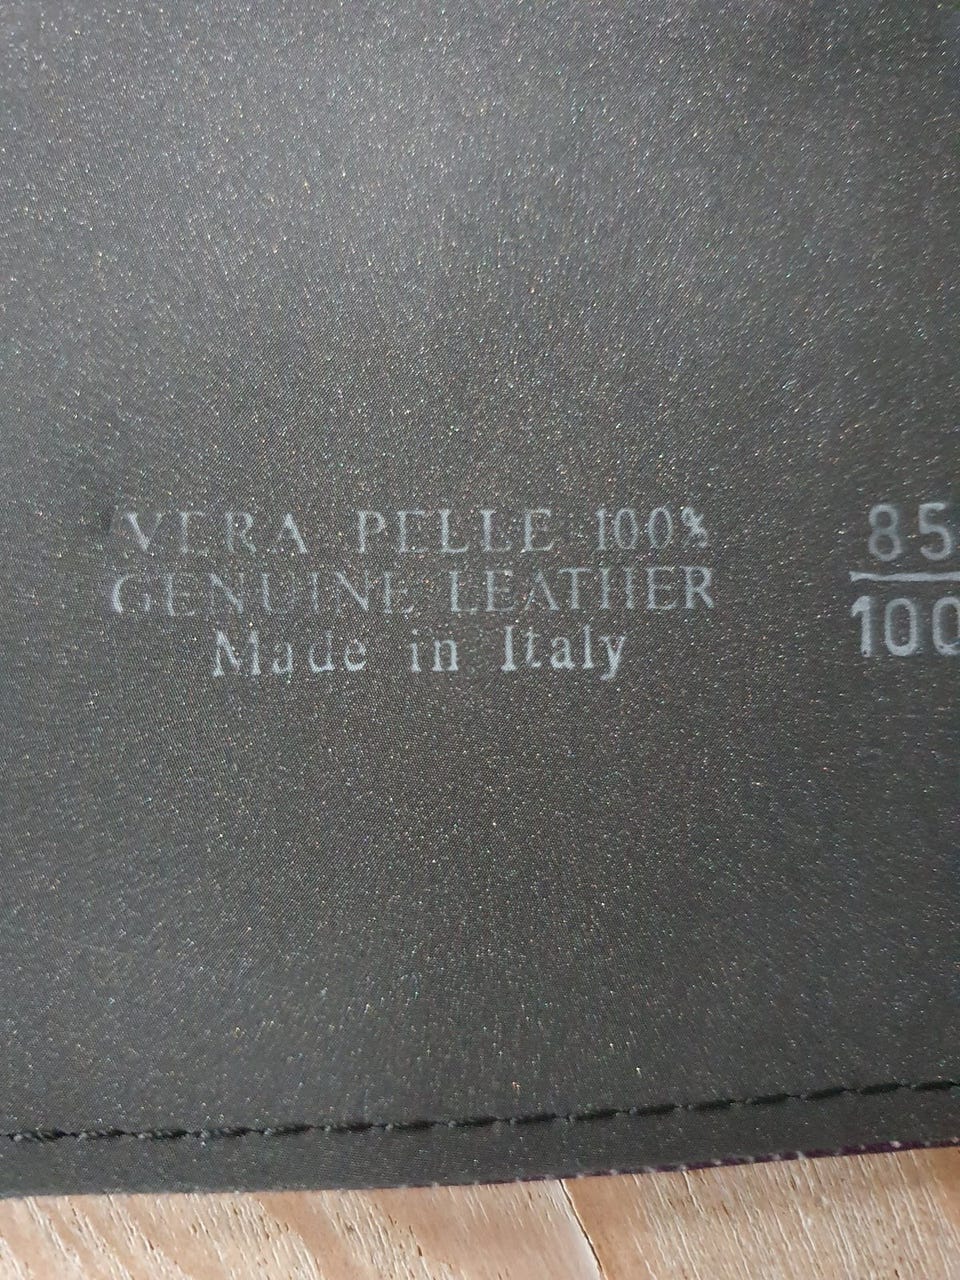 VERA PELLE 100%
GENUINE LEATHER
Made in Italy
85
100